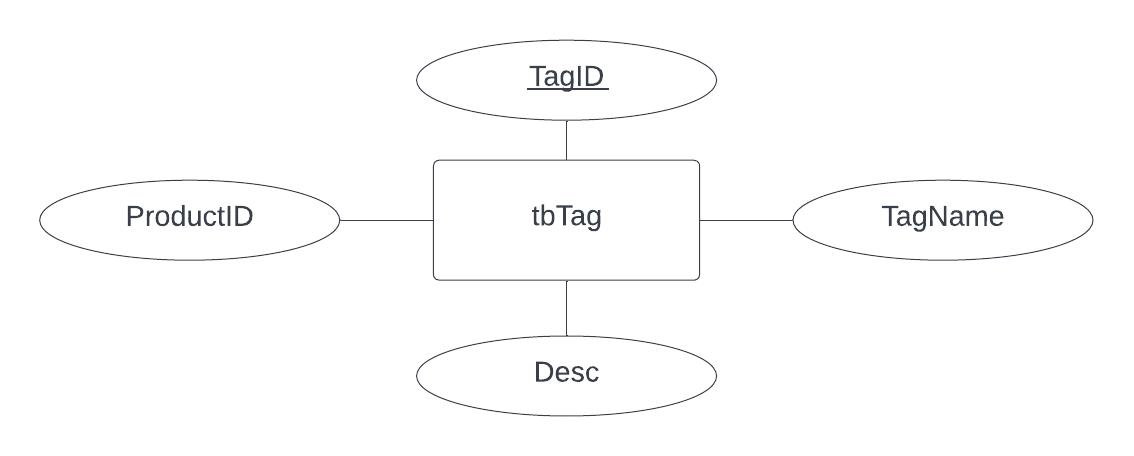 TagID
ProductID
tbTag
TagName
Desc